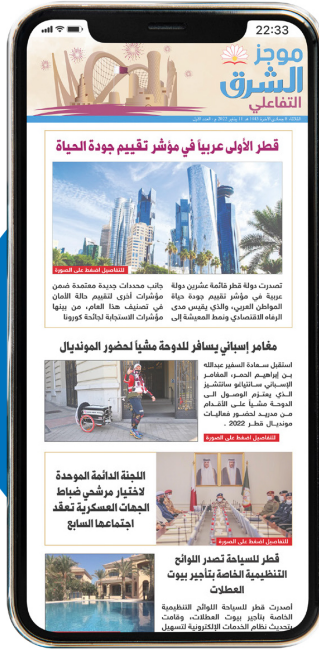 22:33
موجز
الشرق
التفاعلي
قطر الأولى عربياً في مؤشر تقييم جودة الحياة
للتفاصيل اضغط على الصورة
تصدرت دولة قطر قائمة عشرين دولة
عربية في مؤشر تقييم جودة حياة
المواطن العربي، والذي يقيس مدى
الرفاه الاقتصادي ونمط المعيشة إلى
جانب محددات جديدة معتمدة ضمن
مؤشرات أخرى لتقييم حالة الأمان
في تصنيف هذا العام، من بينها
مؤشرات الاستجابة لجائحة كورونا
مغامر إسباني يسافر للدوحة مشياً لحضور المونديال
استقبل سعادة السفير عبدالله
بن إبراهيم الحمر، المغامر
الإسباني سانتياغو سانتشيز
الذي يعتزم الوصول الى
الدوحة مشياً على الأقدام
من مدريد لحضور فعاليات
مونديال قطر 2022 .
للتفاصيل اضغط على الصورة
اللجنة الدائمة الموحدة
لاختيار مرشحي ضباط
الجهات العسكرية تعقد
اجتماعها السابع
للتفاصيل اضغط على الصورة
قطر للسياحة تصدر اللوائح
التنظيمية الخاصة بتأجير بيوت
العطلات
أصدرت قطر للسياحة اللوائح التنظيمية
الخاصة بتأجير بيوت العطلات، وقامت
بتحديث نظام الخدمات الإلكترونية لتسهيل